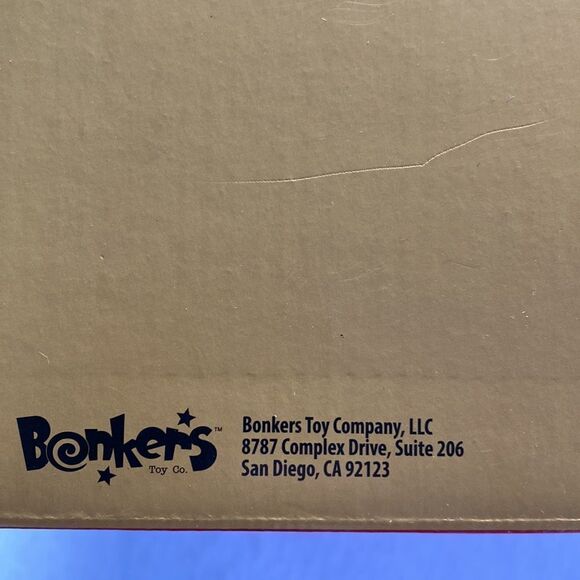 Bonkers™
Toy Co.
Bonkers Toy Company, LLC
8787 Complex Drive, Suite 206
San Diego, CA 92123